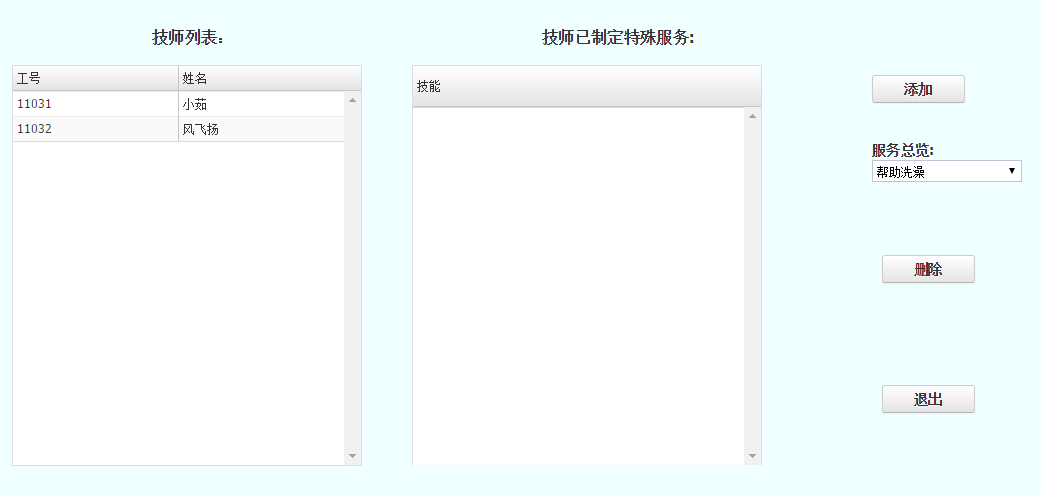 技师列表:
技师已制定特殊服务:
工号 姓名
11031 小茹
11032 风飞扬
技能
添加
服务总览:
帮助洗澡
删除
退出